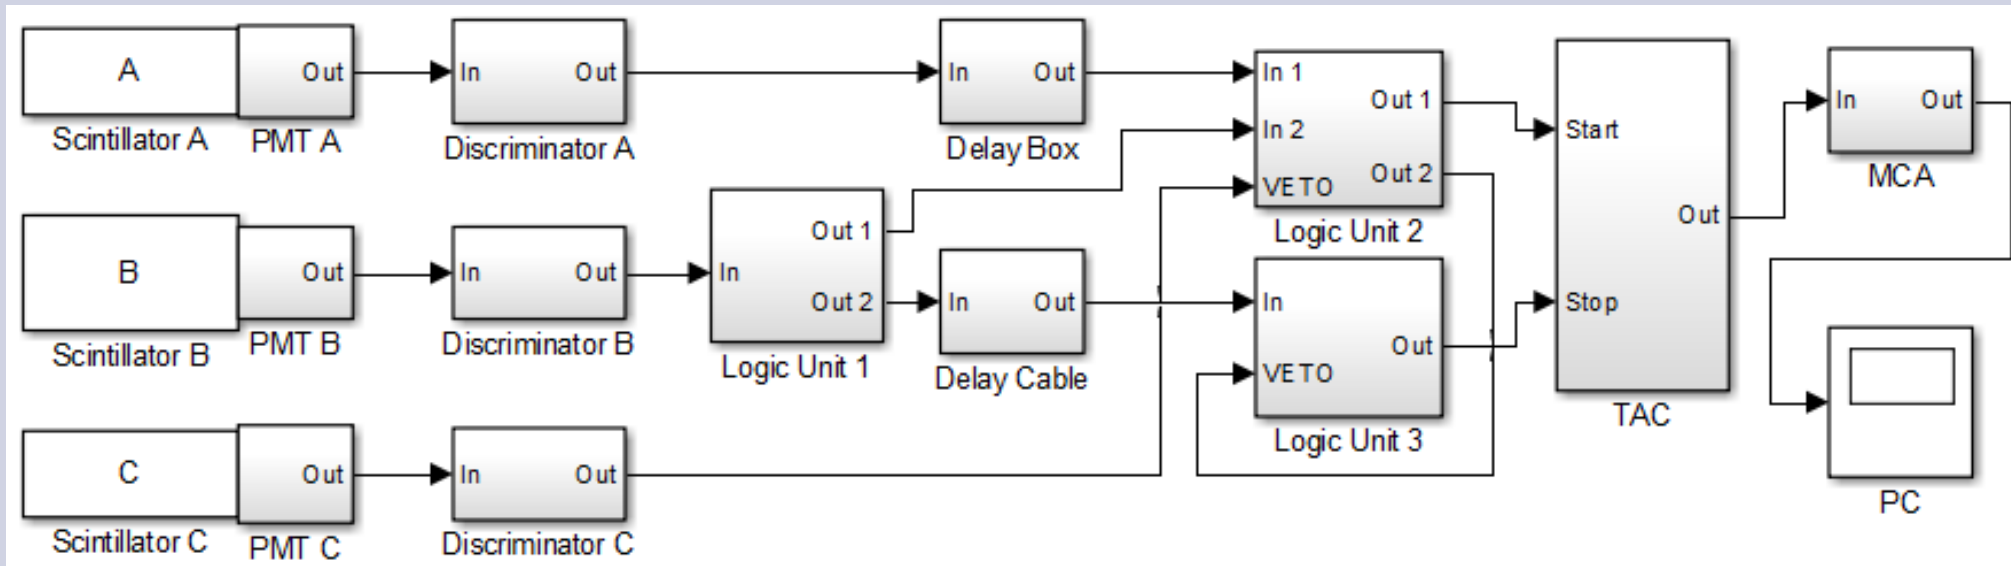 A
Out
Scintillator A
PMT A
In
Out
Discriminator A
In
Out
Delay Box
In 1
In 2
VETO
Out 1
Out 2
Logic Unit 2
Start
Stop
Out
TAC
In
Out
MCA
B
Out
Scintillator B
PMT B
In
Out
Discriminator B
In
Out 1
Out 2
Logic Unit 1
In
Out
Delay Cable
In
VETO
Out
Logic Unit 3
PC
C
Out
Scintillator C
PMT C
In
Out
Discriminator C